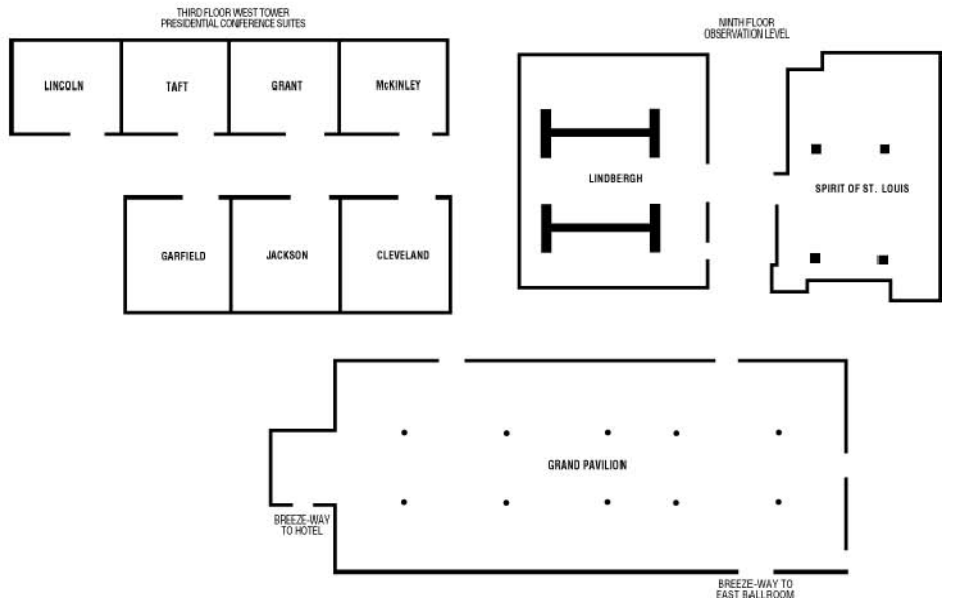 THIRD FLOOR WEST TOWER
PRESIDENTIAL CONFERENCE SUITES
LINCOLN
TAFT
GRANT
McKINLEY
GARFIELD
JACKSON
CLEVELAND
NINTH FLOOR
OBSERVATION LEVEL
LINDBERGH
SPIRIT OF ST. LOUIS
GRAND PAVILION
BREEZE-WAY
TO HOTEL
BREEZE-WAY TO
EAST BALLROOM